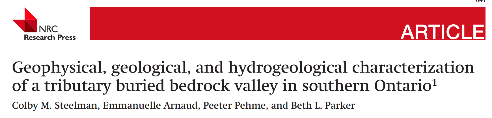 NRC
Research Press
ARTICLE
Geophysical, geological, and hydrogeological characterization
of a tributary buried bedrock valley in southern Ontario¹
Colby M. Steelman, Emmanuelle Arnaud, Peeter Pehme, and Beth L. Parker